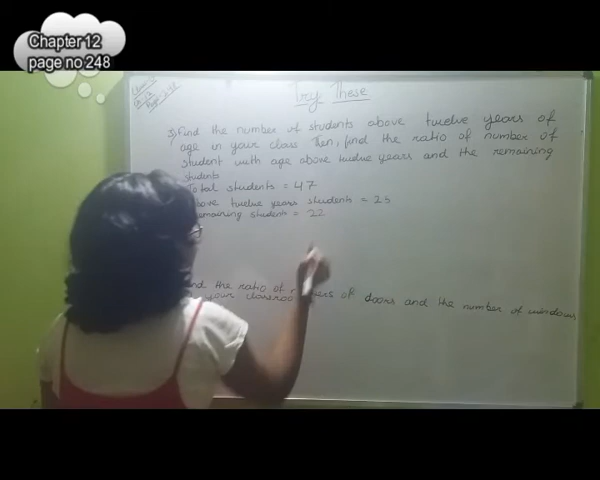 Chapter 12
page no 248
Try These
Find the number of students above twelve years of
age in your class. Then, find the ratio of number of
student with age above twelve years and the remaining
students
Total students = 47
above twelve years students = 25
remaining students = 22
the ratio of of doors and the number of windows
your